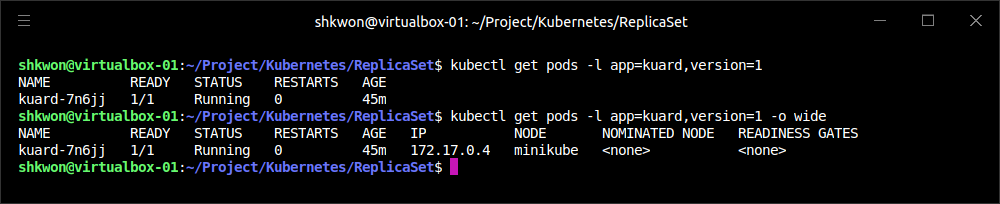 shkwon@virtualbox-01: ~/Project/Kubernetes/ReplicaSet
shkwon@virtualbox-01:~/Project/Kubernetes/ReplicaSet$ kubectl get pods -l app=kuard,version=1
NAME          READY   STATUS    RESTARTS   AGE
kuard-7n6jj   1/1     Running   0          45m
shkwon@virtualbox-01:~/Project/Kubernetes/ReplicaSet$ kubectl get pods -l app=kuard,version=1 -o wide
NAME          READY   STATUS    RESTARTS   AGE   IP           NODE       NOMINATED NODE   READINESS GATES
kuard-7n6jj   1/1     Running   0          45m   172.17.0.4   minikube   <none>           <none>
shkwon@virtualbox-01:~/Project/Kubernetes/ReplicaSet$